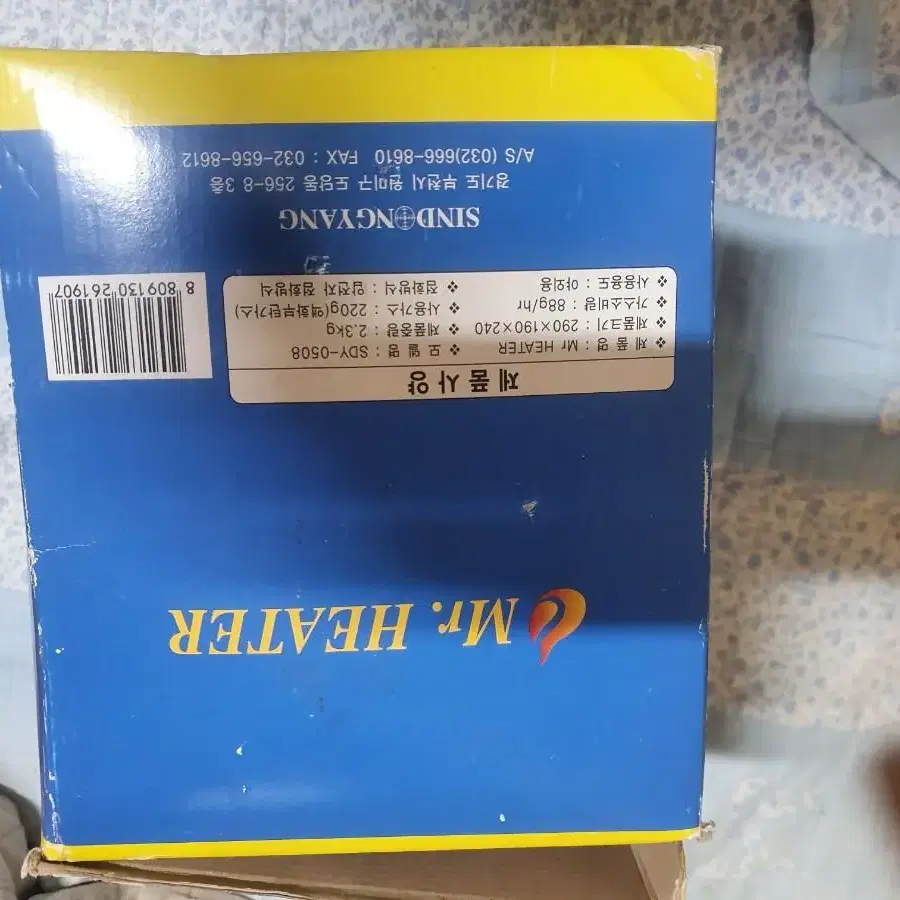 Mr. HEATER
제품사양
❖ 제 품 명 : Mr HEATER ❖ 모 델 명 : SDY-0508
❖ 제품크기 : 290×190×240 ❖ 제품중량 : 2.3kg
❖ 가스소비량 : 88g/hr ❖ 사용가스 : 220g(액화부탄가스)
❖ 사용용도 : 야외용 ❖ 점화방식 : 압전자 점화방식
8 809130 261907
SINDONGYANG
경기도 부천시 원미구 도당동 256-8 3층
A/S (032)666-8610 FAX : 032-656-8612